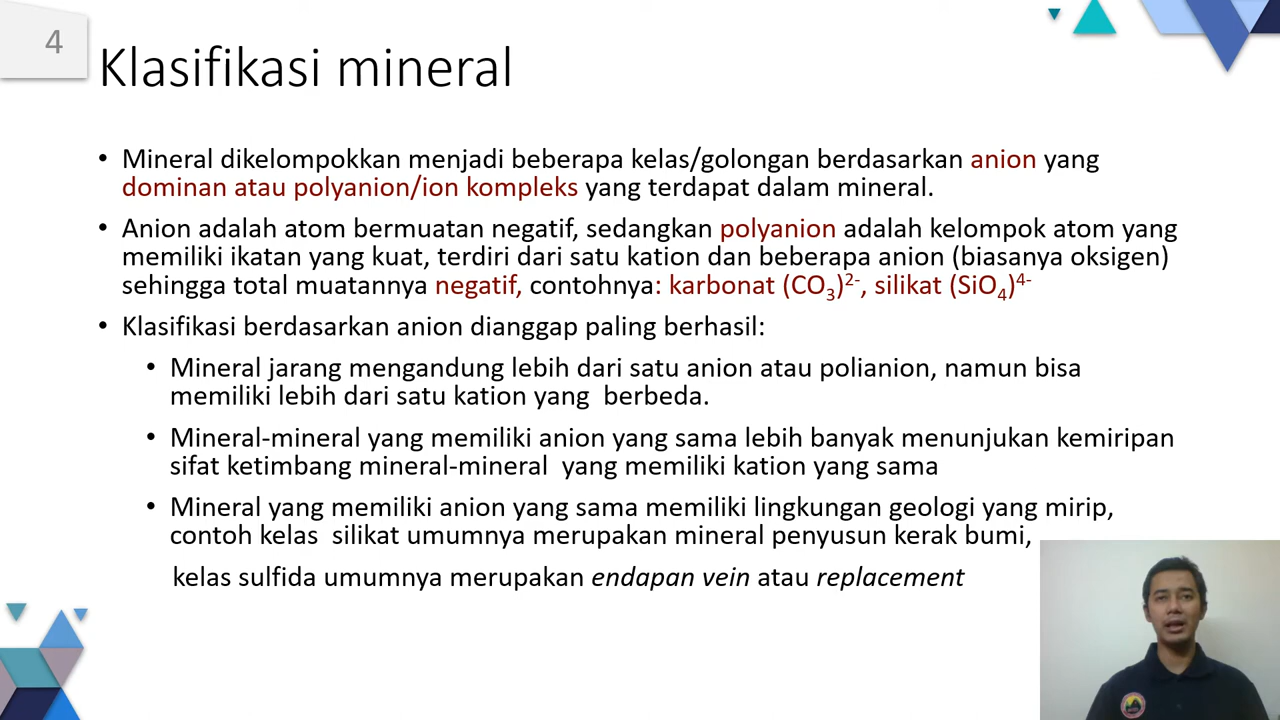 4
Klasifikasi mineral
• Mineral dikelompokkan menjadi beberapa kelas/golongan berdasarkan anion yang
dominan atau polyanion/ion kompleks yang terdapat dalam mineral.
• Anion adalah atom bermuatan negatif, sedangkan polyanion adalah kelompok atom yang
memiliki ikatan yang kuat, terdiri dari satu kation dan beberapa anion (biasanya oksigen)
sehingga total muatannya negatif, contohnya: karbonat (CO₃)²⁻, silikat (SiO₄)⁴⁻
• Klasifikasi berdasarkan anion dianggap paling berhasil:
• Mineral jarang mengandung lebih dari satu anion atau polianion, namun bisa
memiliki lebih dari satu kation yang berbeda.
• Mineral-mineral yang memiliki anion yang sama lebih banyak menunjukan kemiripan
sifat ketimbang mineral-mineral yang memiliki kation yang sama
• Mineral yang memiliki anion yang sama memiliki lingkungan geologi yang mirip,
contoh kelas silikat umumnya merupakan mineral penyusun kerak bumi,
kelas sulfida umumnya merupakan endapan vein atau replacement